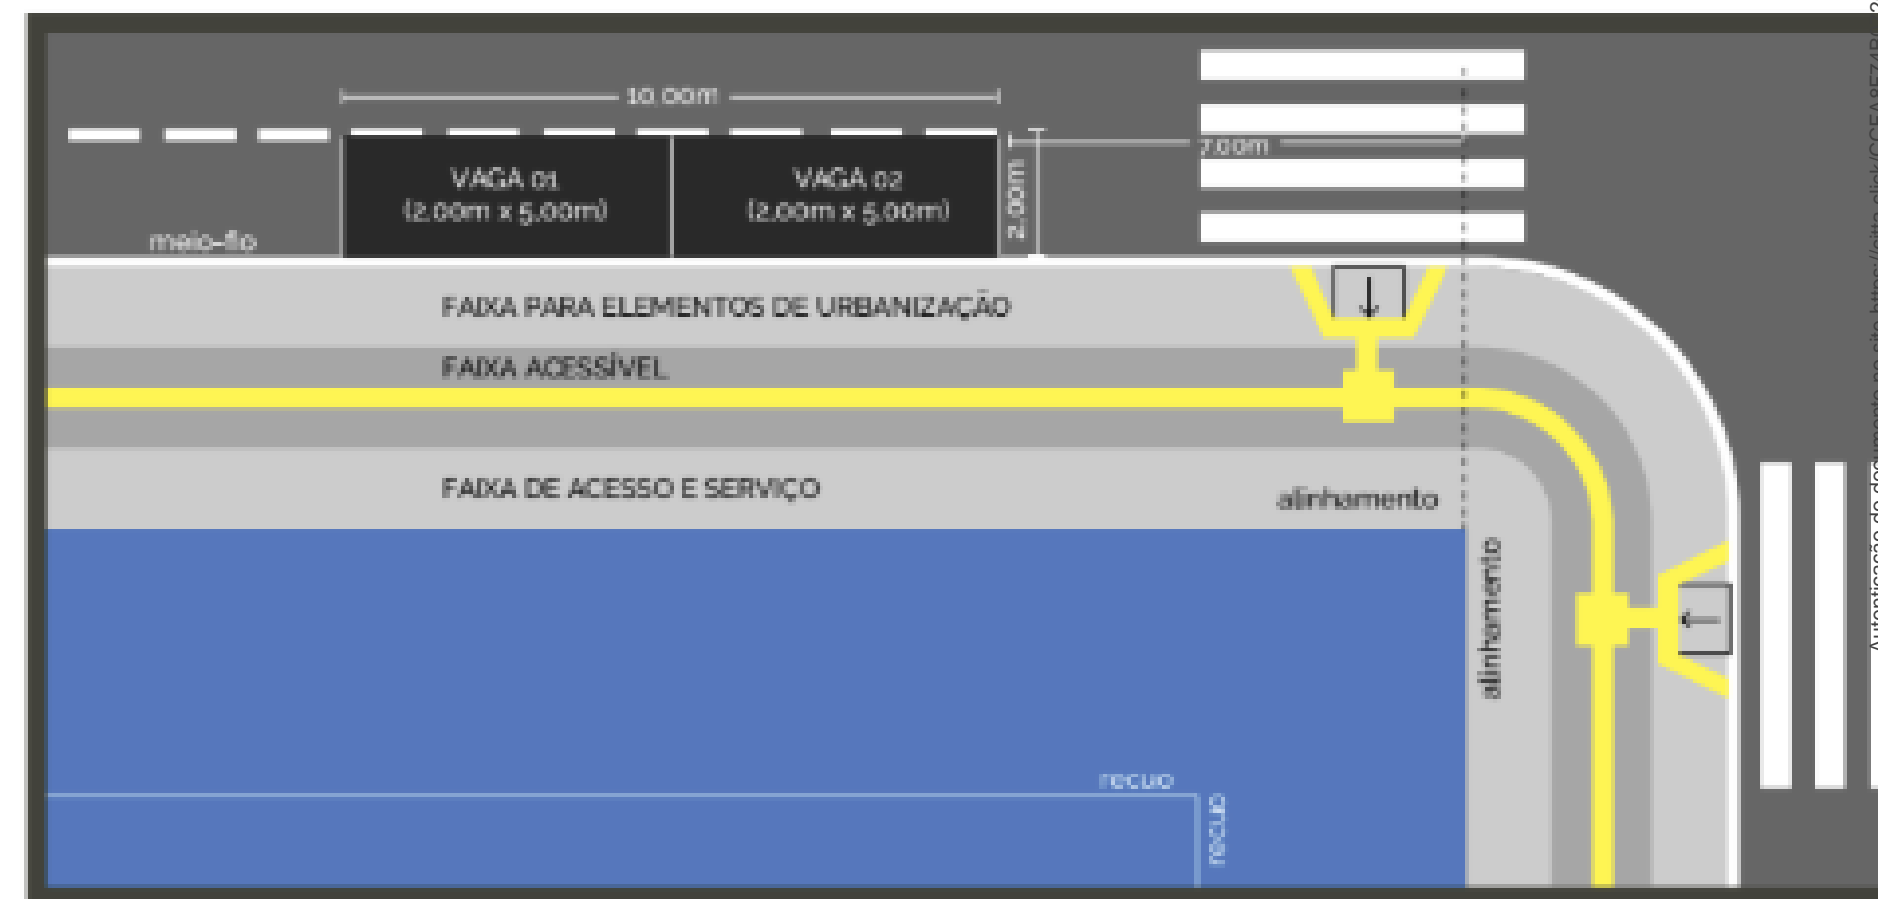 10.00m
VAGA 01
(2.00m x 5.00m)
VAGA 02
(2.00m x 5.00m)
2.00m
7.00m
meio-fio
FAIXA PARA ELEMENTOS DE URBANIZAÇÃO
FAIXA ACESSÍVEL
FAIXA DE ACESSO E SERVIÇO
alinhamento
alinhamento
recuo
recuo